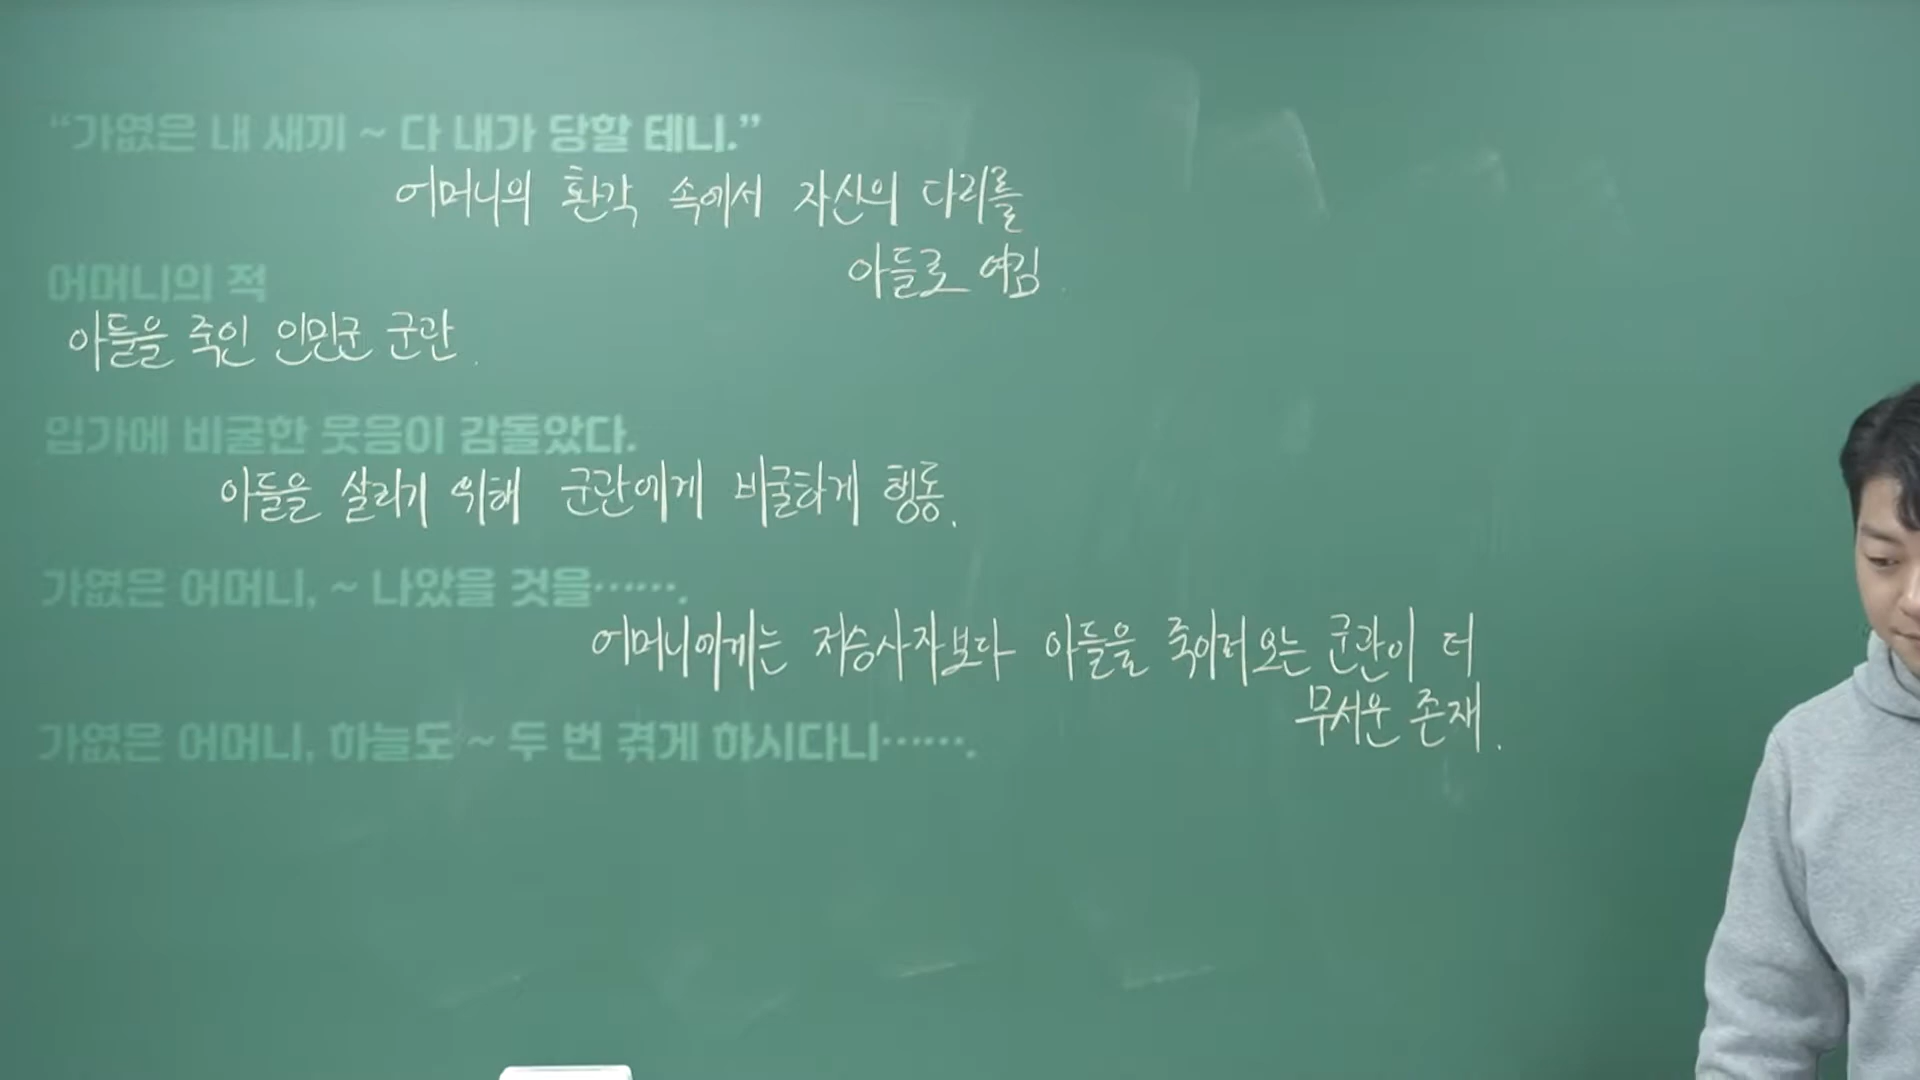 “가엾은 내 새끼 ~ 다 내가 당할 테니.”
어머니의 환각 속에서 자신의 다리를
아들로 여김.
어머니의 적
아들을 죽인 인민군 군관.
입가에 비굴한 웃음이 감돌았다.
아들을 살리기 위해 군관에게 비굴하게 행동.
가엾은 어머니, ~ 나았을 것을…….
어머니에게는 저승사자보다 아들을 죽이러 오는 군관이 더
무서운 존재.
가엾은 어머니, 하늘도 ~ 두 번 겪게 하시다니…….